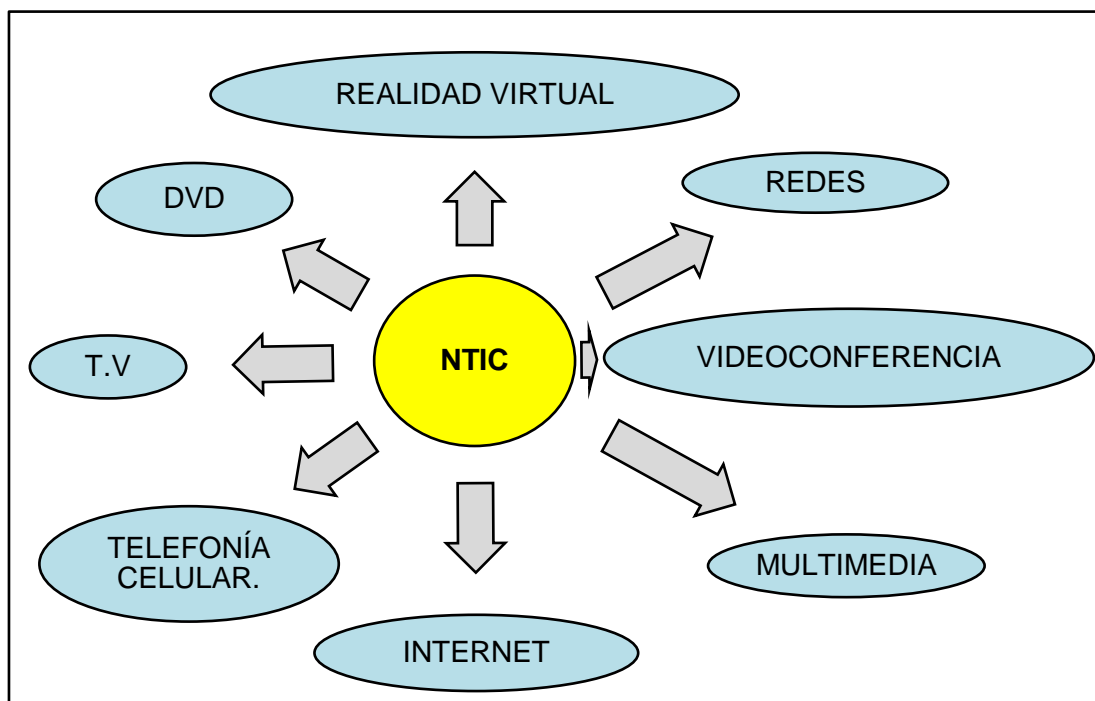 REALIDAD VIRTUAL
DVD
REDES
T.V
NTIC
VIDEOCONFERENCIA
TELEFONÍA
CELULAR.
MULTIMEDIA
INTERNET